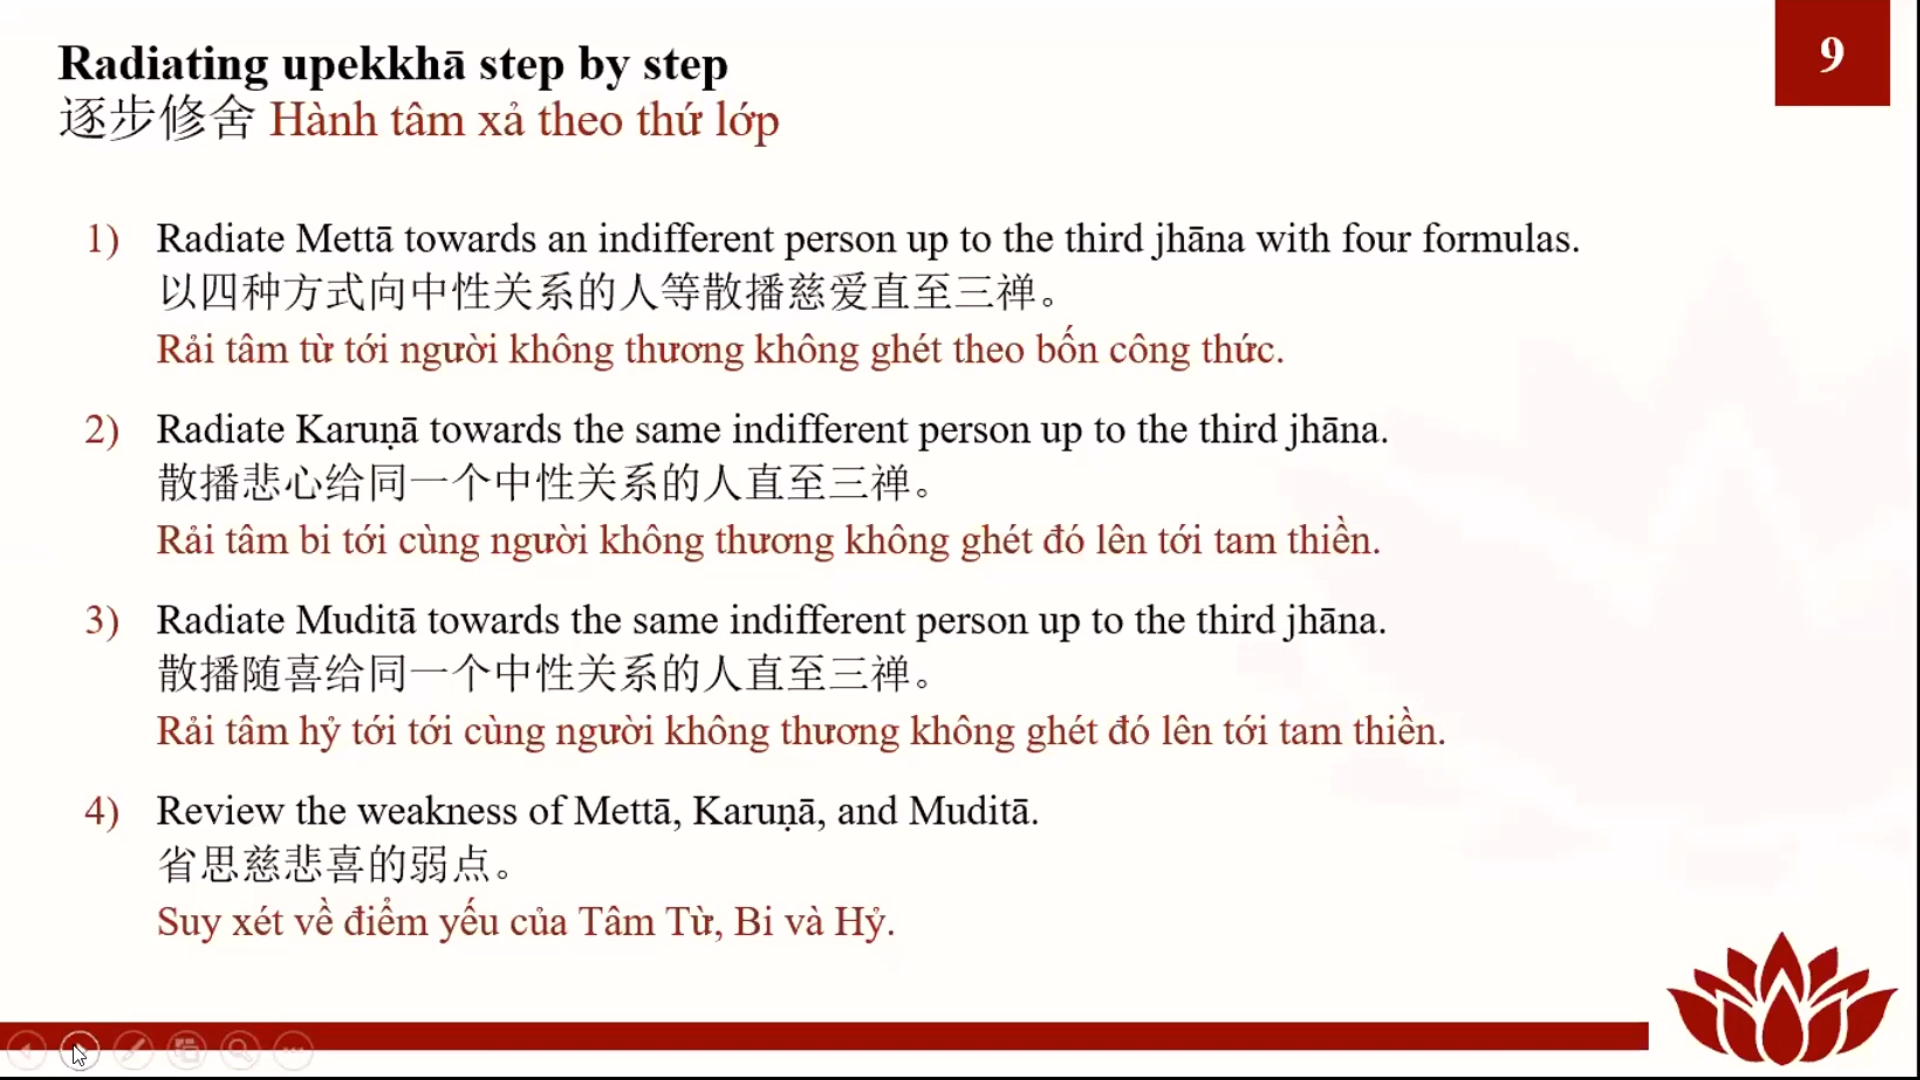 Radiating upekkhā step by step
9
逐步修舍 Hành tâm xả theo thứ lớp
1) Radiate Mettā towards an indifferent person up to the third jhāna with four formulas.
以四种方式向中性关系的人等散播慈爱直至三禅。
Rải tâm từ tới người không thương không ghét theo bốn công thức.
2) Radiate Karuṇā towards the same indifferent person up to the third jhāna.
散播悲心给同一个中性关系的人直至三禅。
Rải tâm bi tới cùng người không thương không ghét đó lên tới tam thiền.
3) Radiate Muditā towards the same indifferent person up to the third jhāna.
散播随喜给同一个中性关系的人直至三禅。
Rải tâm hỷ tới tới cùng người không thương không ghét đó lên tới tam thiền.
4) Review the weakness of Mettā, Karuṇā, and Muditā.
省思慈悲喜的弱点。
Suy xét về điểm yếu của Tâm Từ, Bi và Hỷ.